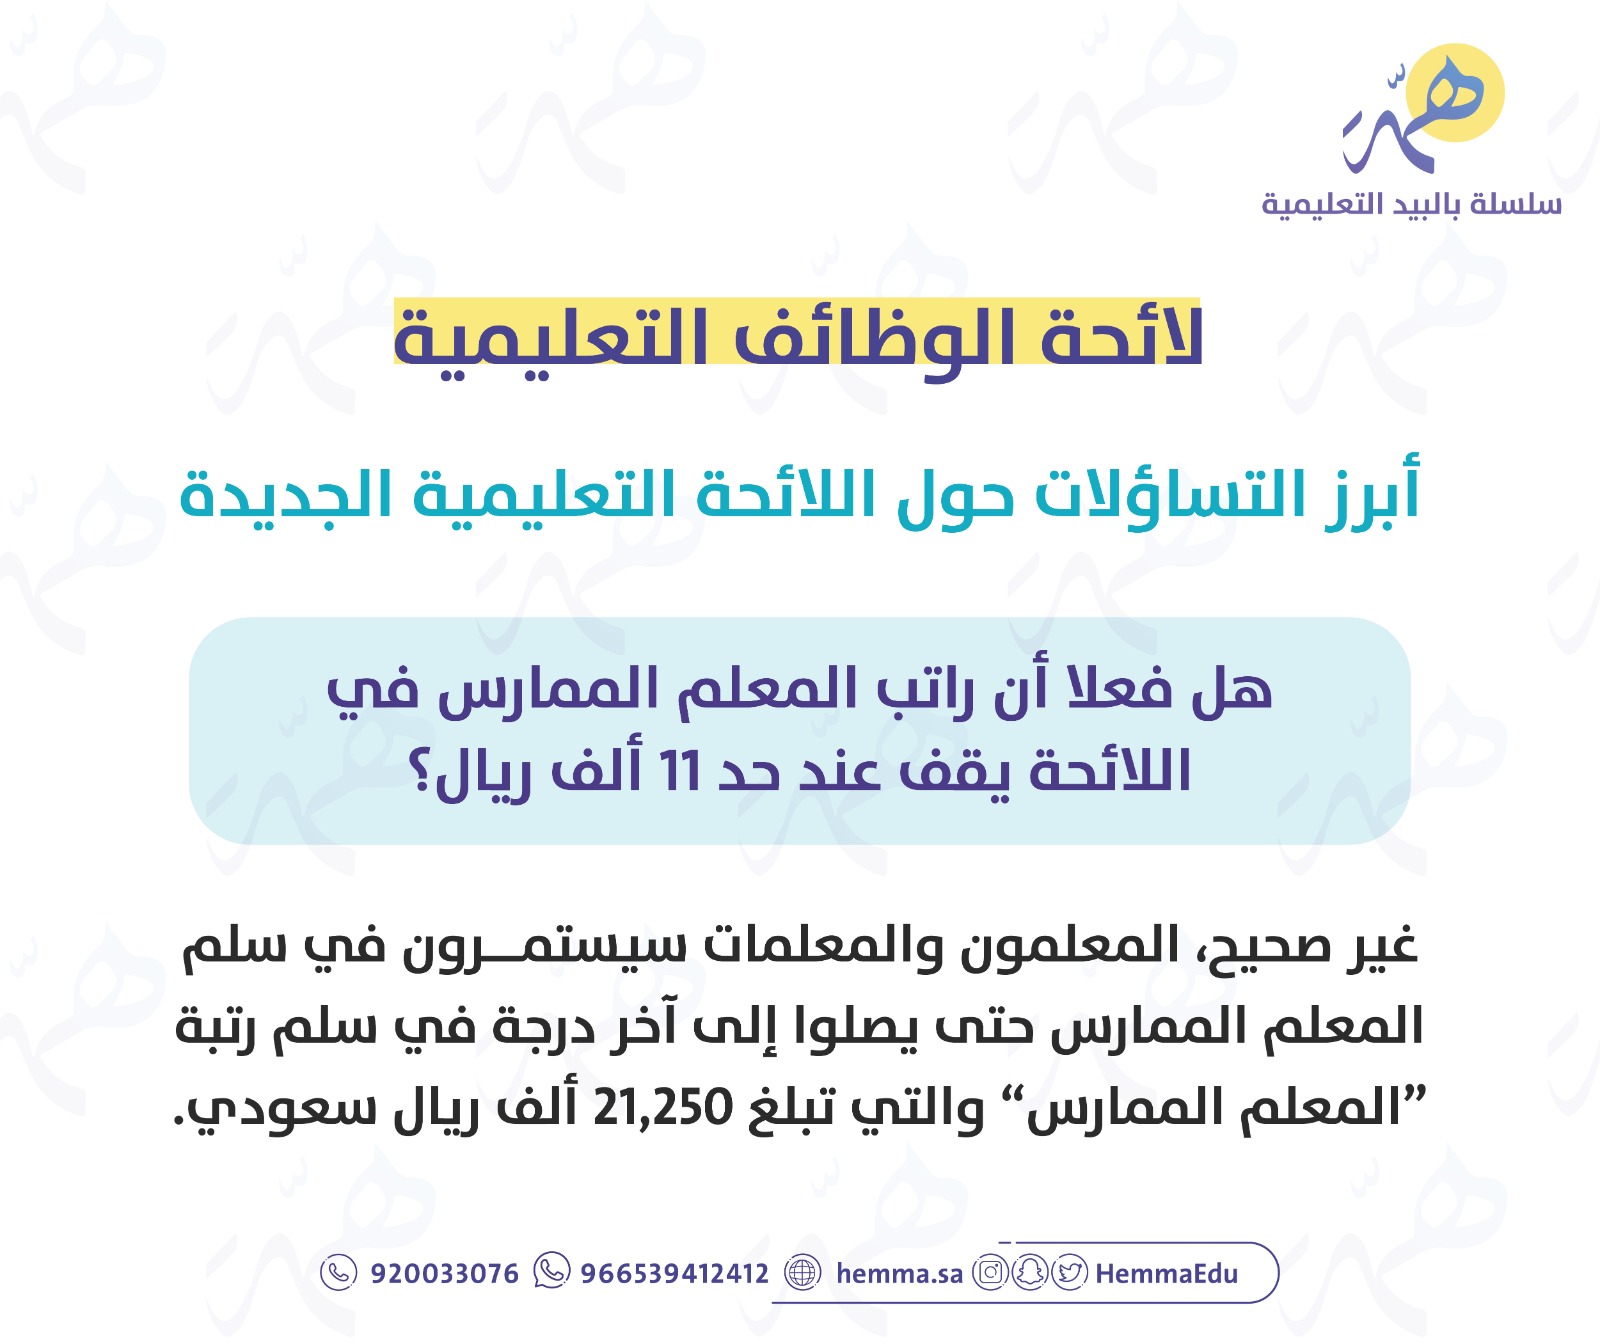 همّة
سلسلة بالبيد التعليمية
لائحة الوظائف التعليمية
أبرز التساؤلات حول اللائحة التعليمية الجديدة
هل فعلا أن راتب المعلم الممارس في
اللائحة يقف عند حد 11 ألف ريال؟
غير صحيح، المعلمون والمعلمات سيستمـــرون في سلم
المعلم الممارس حتى يصلوا إلى آخر درجة في سلم رتبة
”المعلم الممارس“ والتي تبلغ 21,250 ألف ريال سعودي.
920033076 966539412412 hemma.sa HemmaEdu